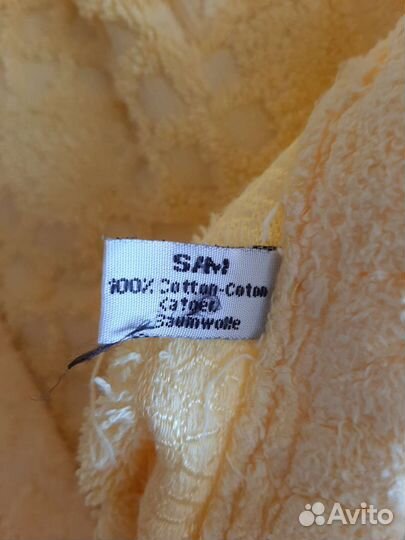 S/M
100% Cotton-Coton
Katoen
Baumwolle
Avito